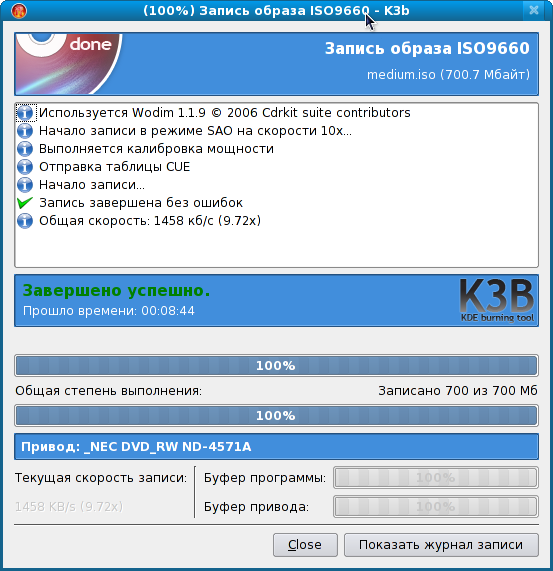 (100%) Запись образа ISO9660 - K3b
done
Запись образа ISO9660
medium.iso (700.7 Мбайт)
Используется Wodim 1.1.9 © 2006 Cdrkit suite contributors
Начало записи в режиме SAO на скорости 10x...
Выполняется калибровка мощности
Отправка таблицы CUE
Начало записи...
Запись завершена без ошибок
Общая скорость: 1458 кб/с (9.72x)
Завершено успешно.
Прошло времени: 00:08:44
K3B
KDE burning tool
100%
Общая степень выполнения: Записано 700 из 700 Мб
100%
Привод: _NEC DVD_RW ND-4571A
Текущая скорость записи:
1458 KB/s (9.72x)
Буфер программы: 100%
Буфер привода: 100%
Close
Показать журнал записи